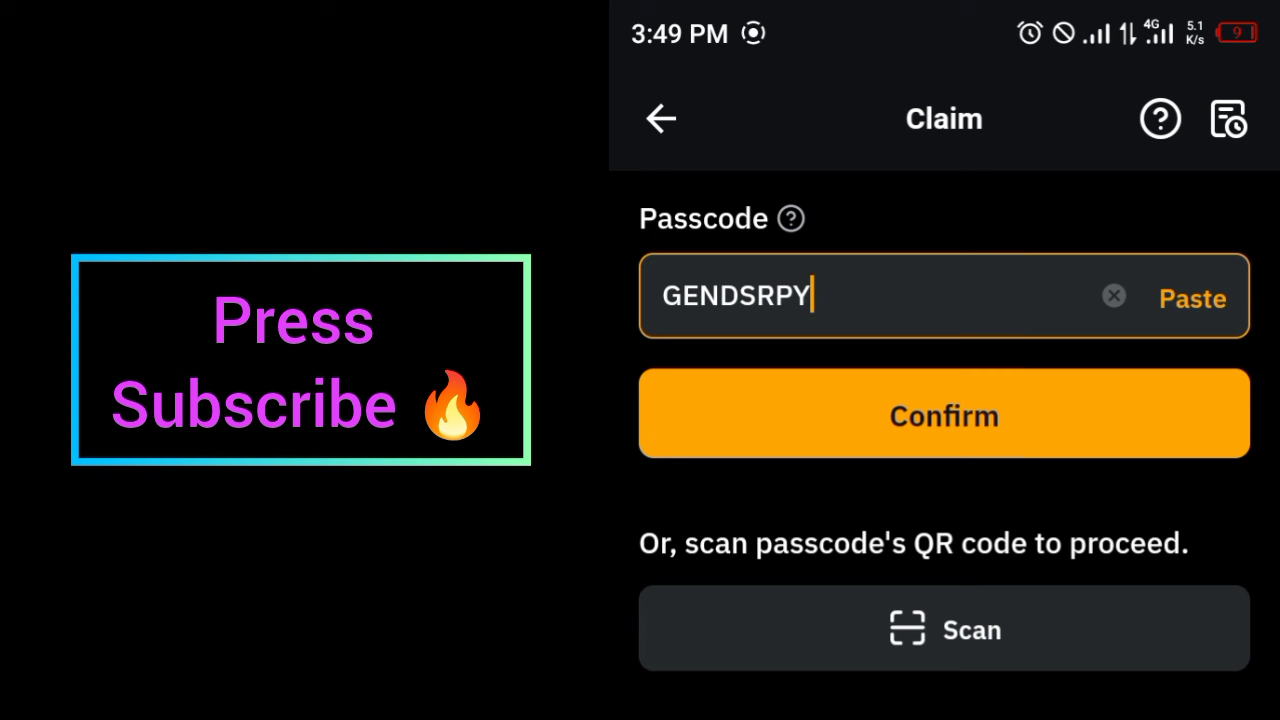 Press
Subscribe 🔥
3:49 PM
4G
5.1
K/s
9
Claim
Passcode
GENDSRPY
Paste
Confirm
Or, scan passcode's QR code to proceed.
Scan